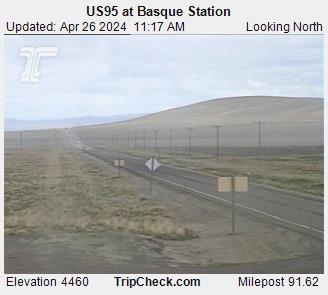 US95 at Basque Station
Updated: Apr 26 2024 11:17 AM Looking North
Elevation 4460 TripCheck.com Milepost 91.62